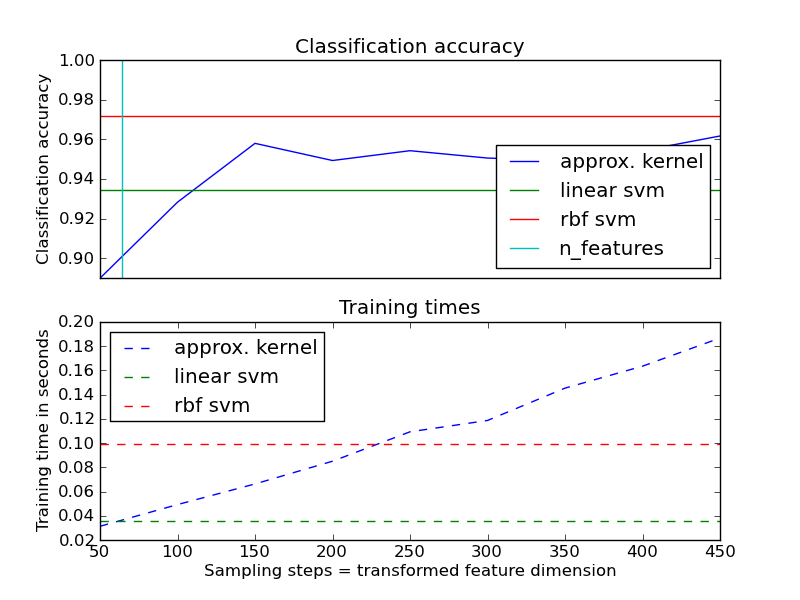 Classification accuracy
1.00
0.98
0.96
0.94
0.92
0.90
Classification accuracy
approx. kernel
linear svm
rbf svm
n_features
Training times
0.20
0.18
0.16
0.14
0.12
0.10
0.08
0.06
0.04
0.02
Training time in seconds
approx. kernel
linear svm
rbf svm
50 100 150 200 250 300 350 400 450
Sampling steps = transformed feature dimension